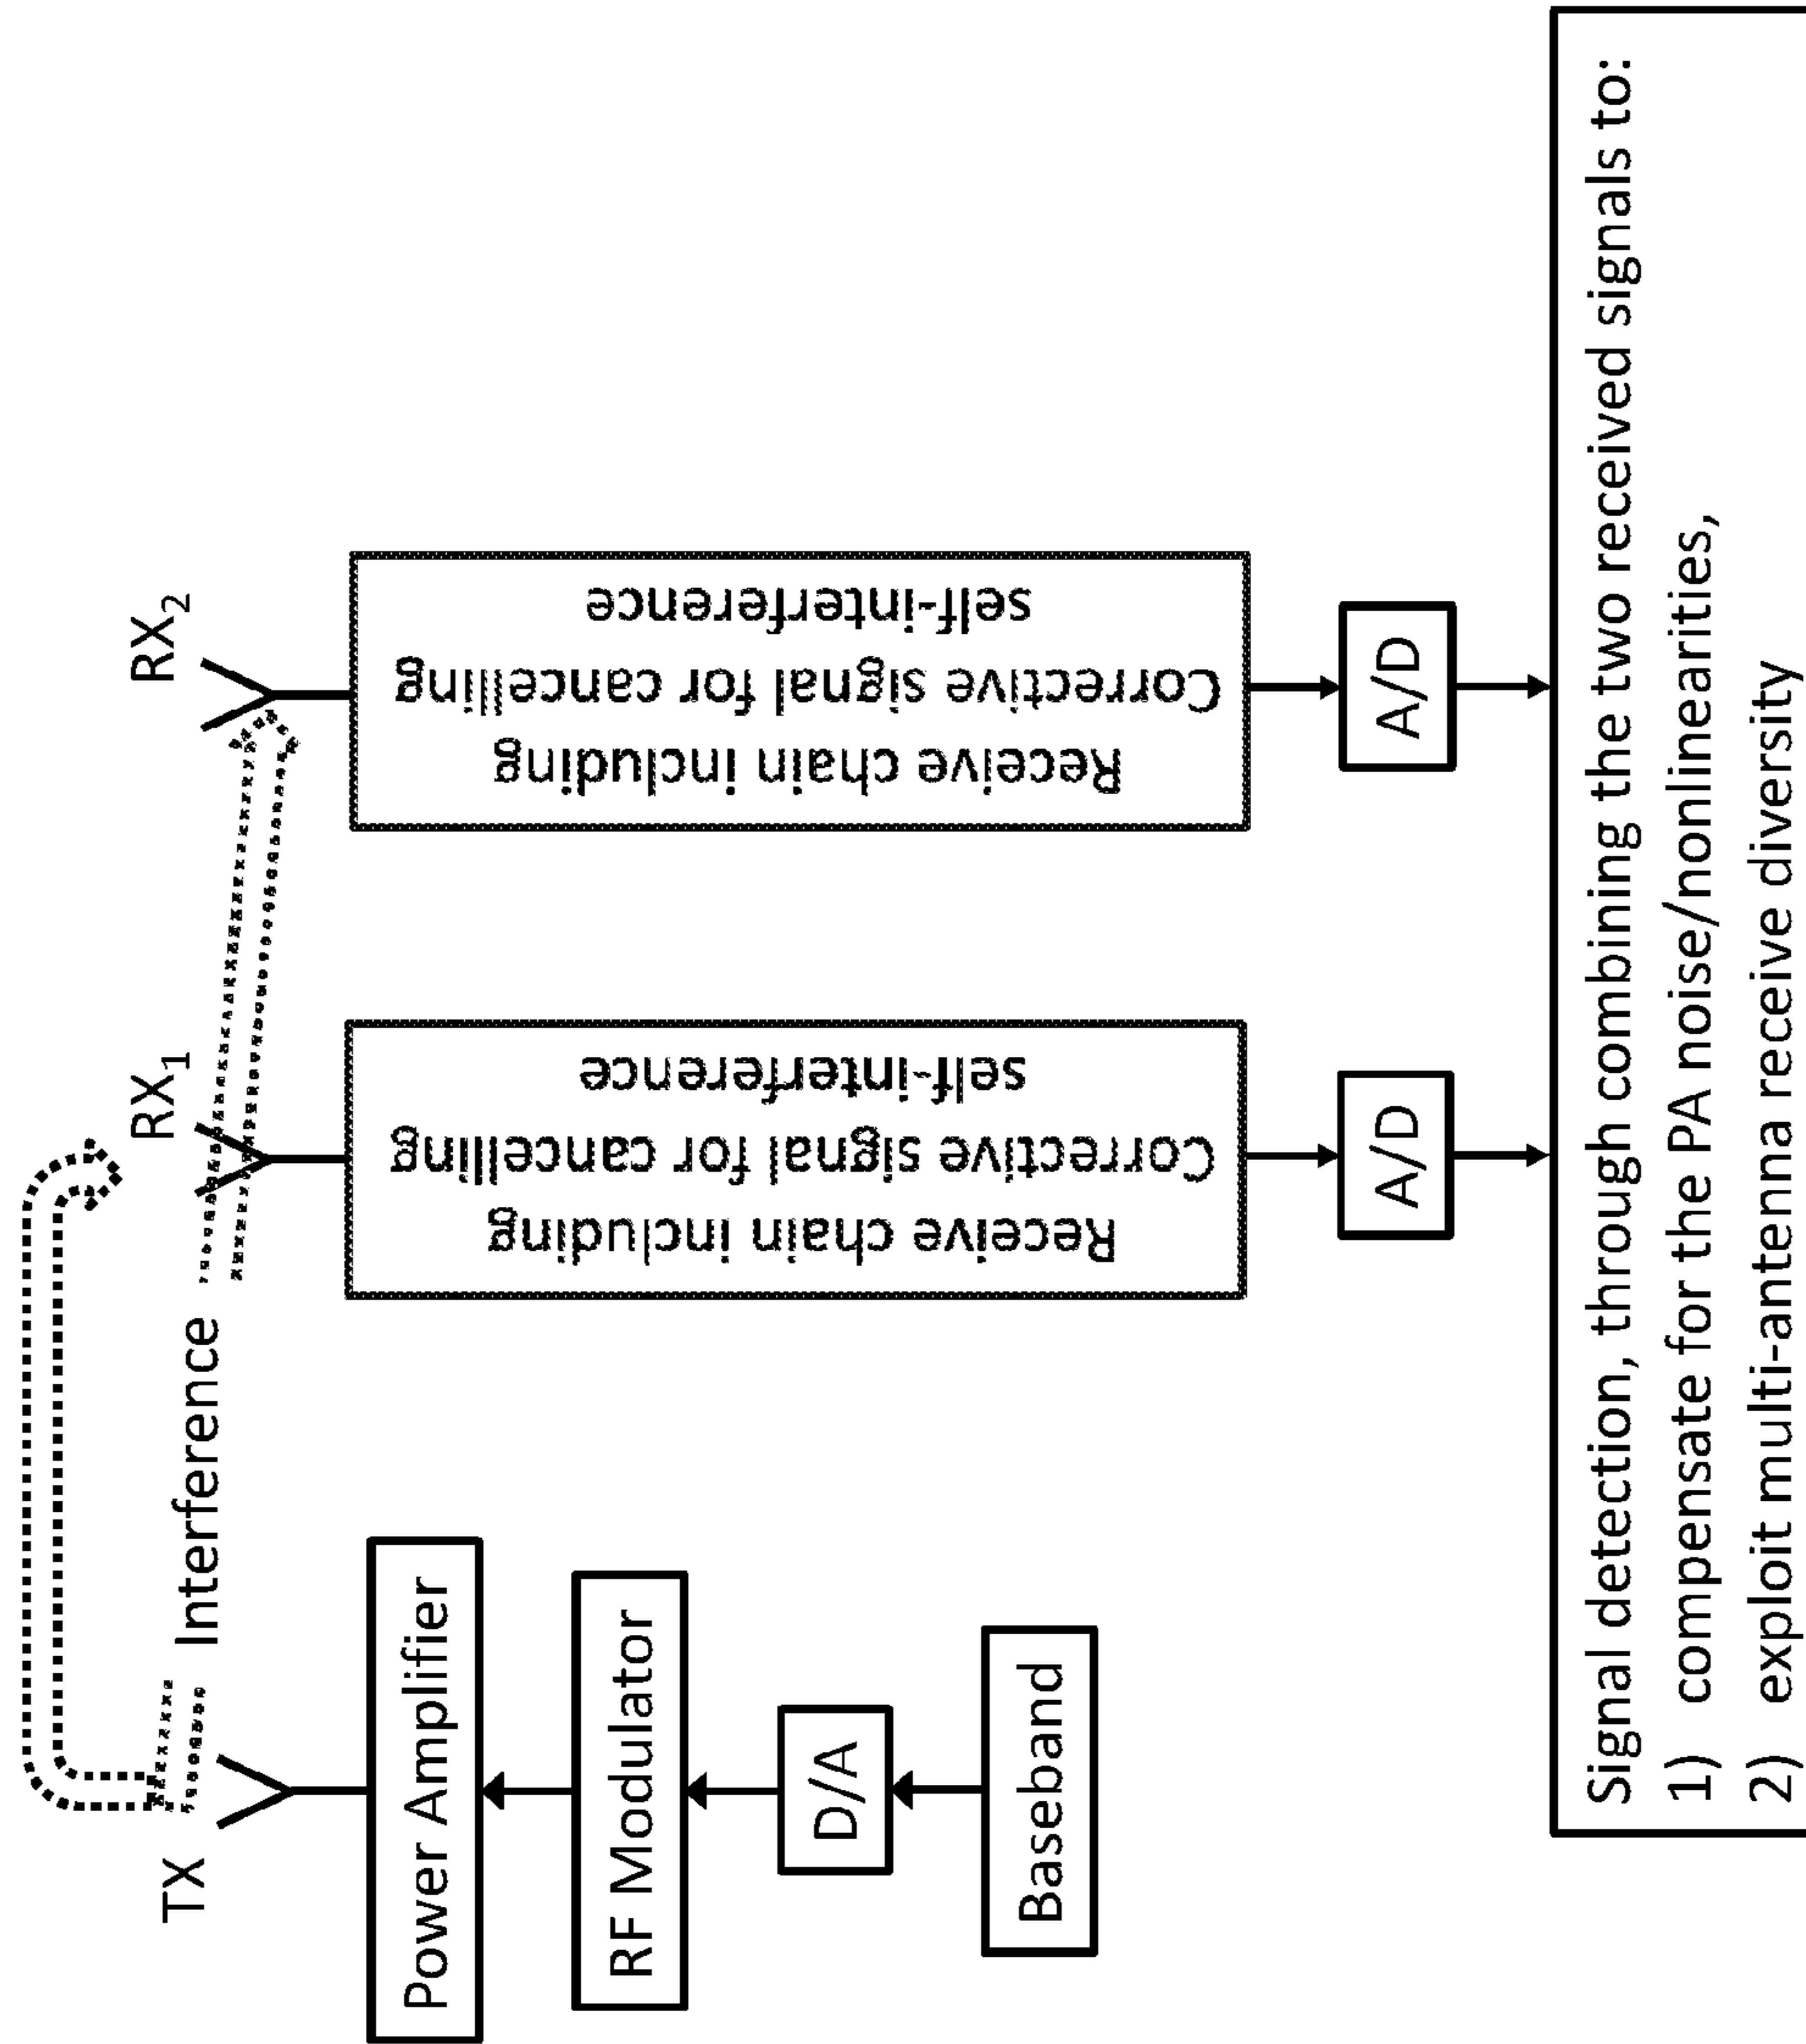 TX
Interference
RX₁
RX₂
Power Amplifier
RF Modulator
D/A
Baseband
Receive chain including
Corrective signal for cancelling
self-interference
A/D
Receive chain including
Corrective signal for cancelling
self-interference
A/D
Signal detection, through combining the two received signals to:
1) compensate for the PA noise/nonlinearities,
2) exploit multi-antenna receive diversity